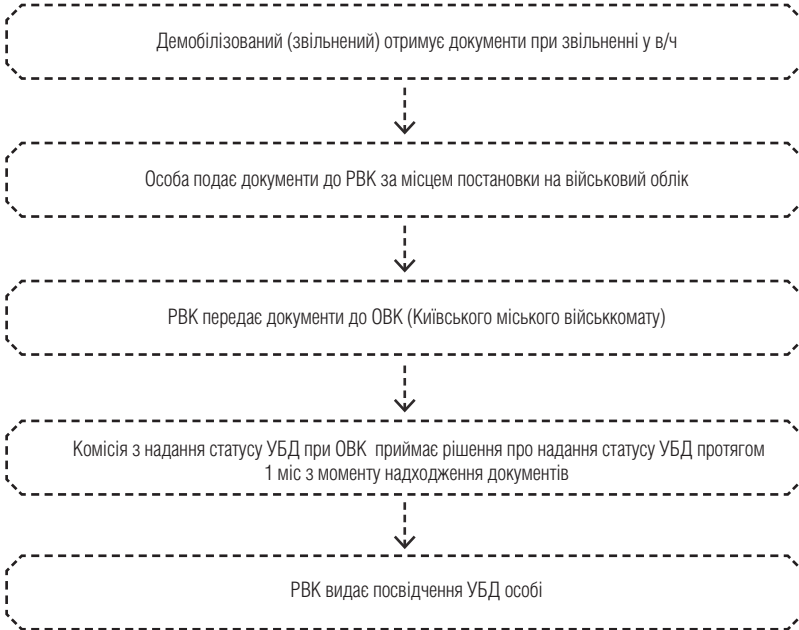 Демобілізований (звільнений) отримує документи при звільненні у в/ч
Особа подає документи до РВК за місцем постановки на військовий облік
РВК передає документи до ОВК (Київського міського військкомату)
Комісія з надання статусу УБД при ОВК приймає рішення про надання статусу УБД протягом
1 міс з моменту надходження документів
РВК видає посвідчення УБД особі